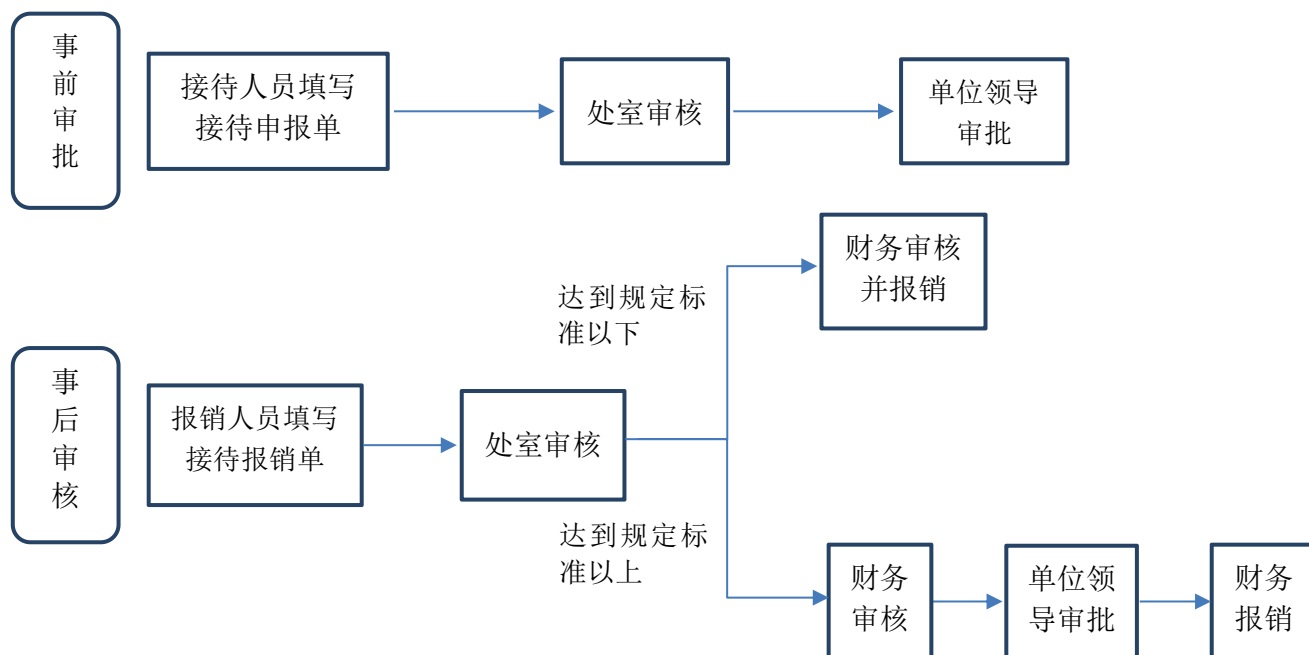 事
前
审
批
接待人员填写
接待申报单
处室审核
单位领导
审批
财务审核
并报销
达到规定标
准以下
事
后
审
核
报销人员填写
接待报销单
处室审核
达到规定标
准以上
财务
审核
单位领
导审批
财务
报销